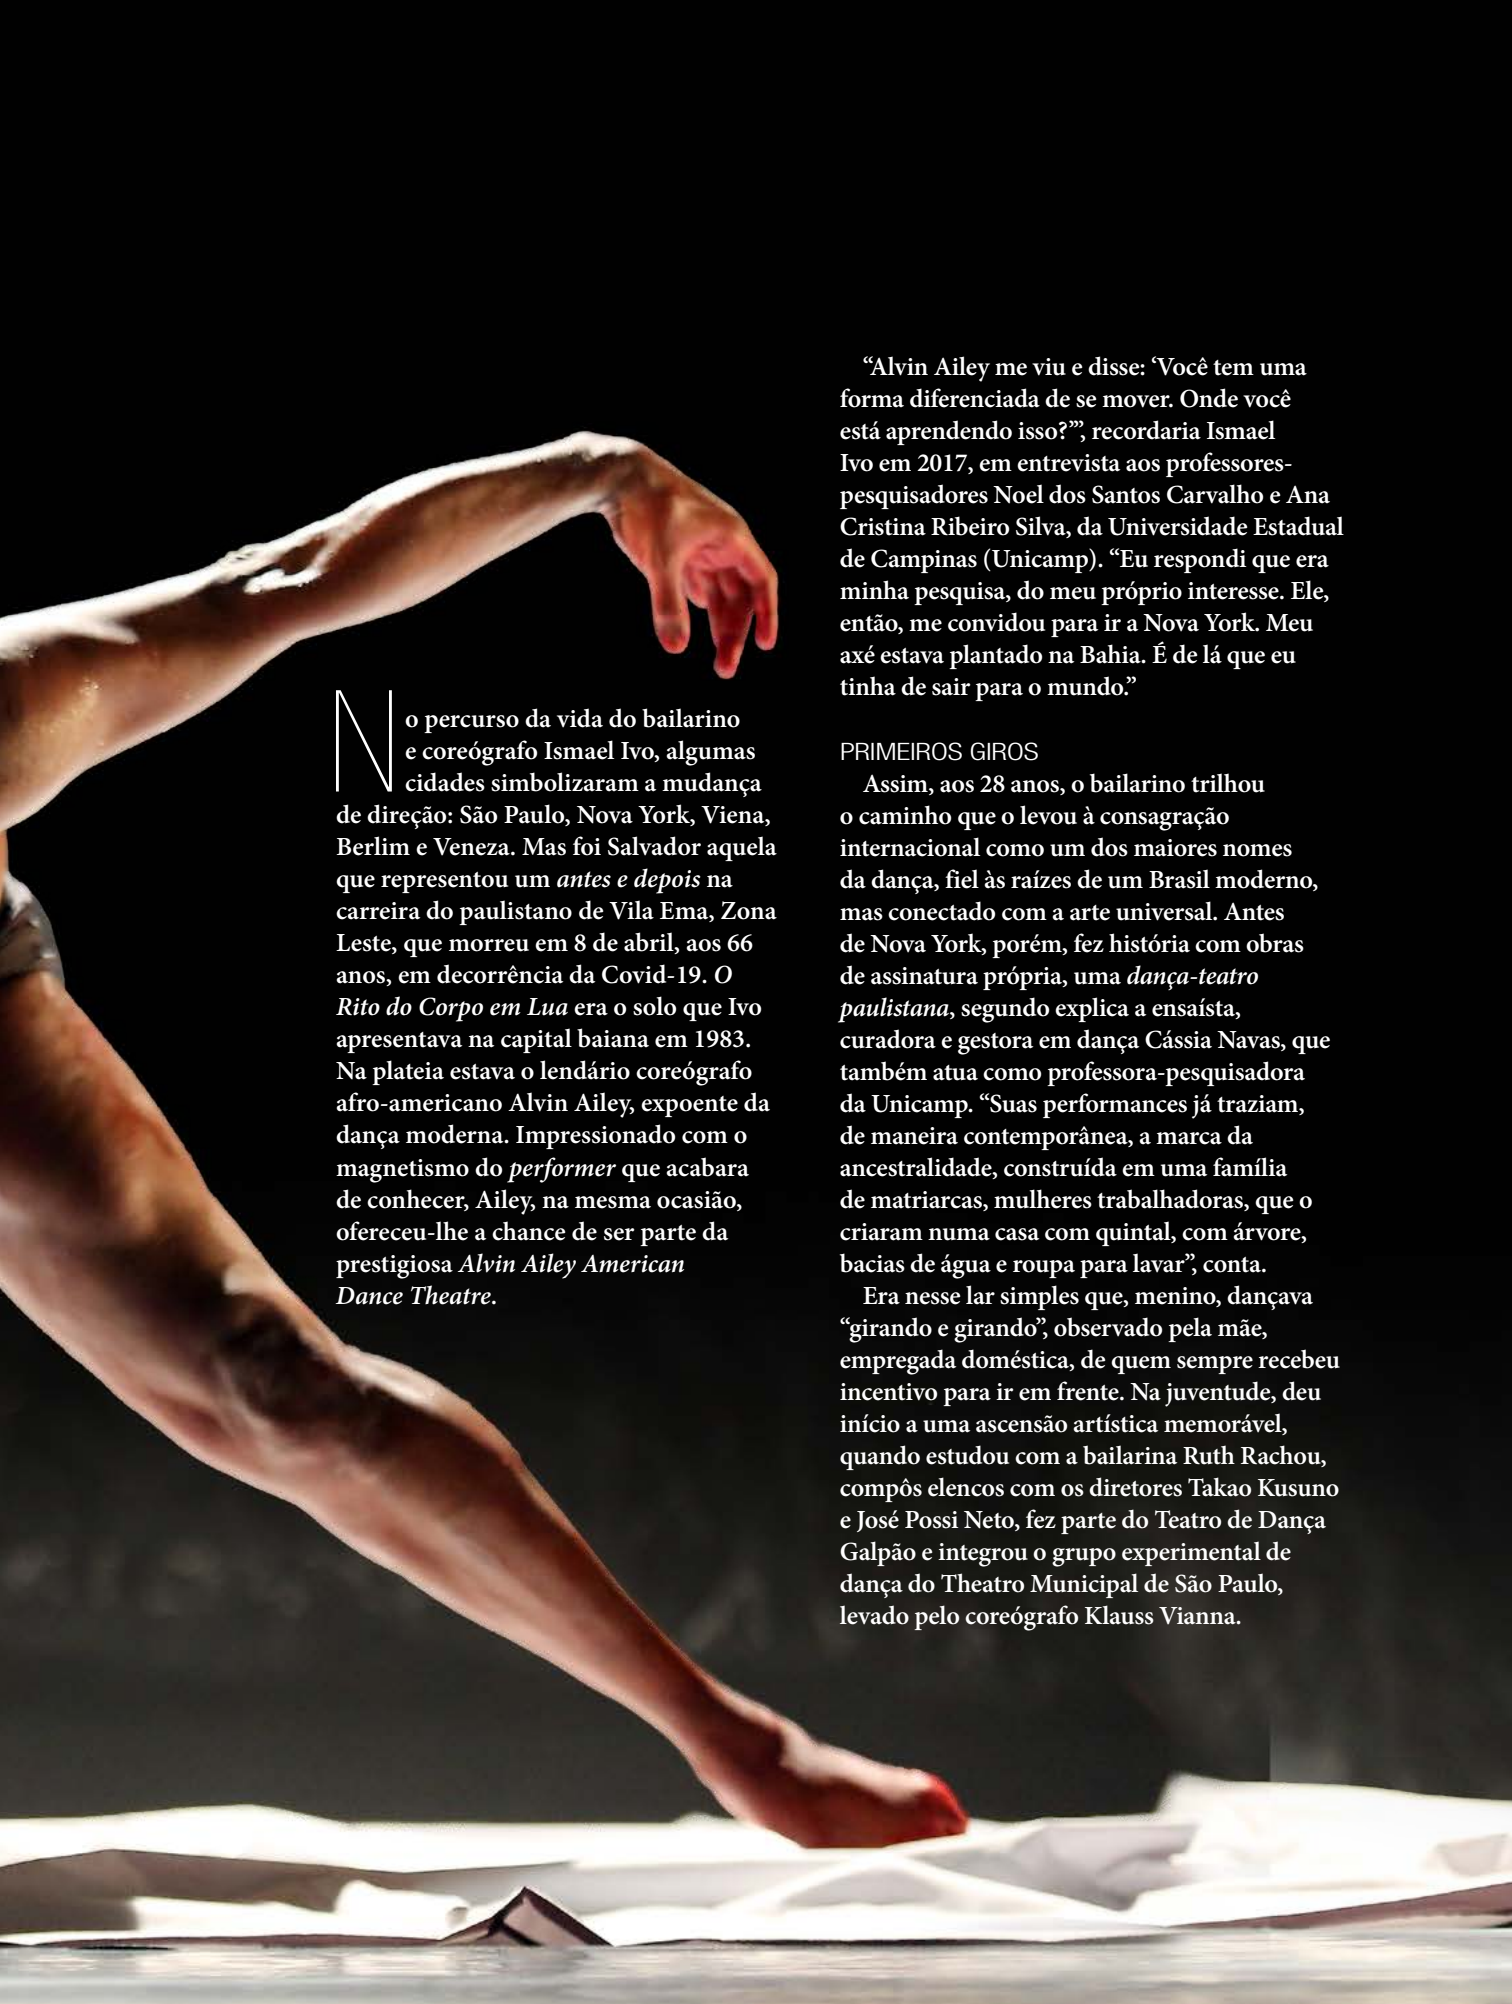 No percurso da vida do bailarino
e coreógrafo Ismael Ivo, algumas
cidades simbolizaram a mudança
de direção: São Paulo, Nova York, Viena,
Berlim e Veneza. Mas foi Salvador aquela
que representou um antes e depois na
carreira do paulistano de Vila Ema, Zona
Leste, que morreu em 8 de abril, aos 66
anos, em decorrência da Covid-19. O
Rito do Corpo em Lua era o solo que Ivo
apresentava na capital baiana em 1983.
Na plateia estava o lendário coreógrafo
afro-americano Alvin Ailey, expoente da
dança moderna. Impressionado com o
magnetismo do performer que acabara
de conhecer, Ailey, na mesma ocasião,
ofereceu-lhe a chance de ser parte da
prestigiosa Alvin Ailey American
Dance Theatre.
“Alvin Ailey me viu e disse: ‘Você tem uma
forma diferenciada de se mover. Onde você
está aprendendo isso?’”, recordaria Ismael
Ivo em 2017, em entrevista aos professores-
pesquisadores Noel dos Santos Carvalho e Ana
Cristina Ribeiro Silva, da Universidade Estadual
de Campinas (Unicamp). “Eu respondi que era
minha pesquisa, do meu próprio interesse. Ele,
então, me convidou para ir a Nova York. Meu
axé estava plantado na Bahia. É de lá que eu
tinha de sair para o mundo.”
PRIMEIROS GIROS
Assim, aos 28 anos, o bailarino trilhou
o caminho que o levou à consagração
internacional como um dos maiores nomes
da dança, fiel às raízes de um Brasil moderno,
mas conectado com a arte universal. Antes
de Nova York, porém, fez história com obras
de assinatura própria, uma dança-teatro
paulistana, segundo explica a ensaísta,
curadora e gestora em dança Cássia Navas, que
também atua como professora-pesquisadora
da Unicamp. “Suas performances já traziam,
de maneira contemporânea, a marca da
ancestralidade, construída em uma família
de matriarcas, mulheres trabalhadoras, que o
criaram numa casa com quintal, com árvore,
bacias de água e roupa para lavar”, conta.
Era nesse lar simples que, menino, dançava
“girando e girando”, observado pela mãe,
empregada doméstica, de quem sempre recebeu
incentivo para ir em frente. Na juventude, deu
início a uma ascensão artística memorável,
quando estudou com a bailarina Ruth Rachou,
compôs elencos com os diretores Takao Kusuno
e José Possi Neto, fez parte do Teatro de Dança
Galpão e integrou o grupo experimental de
dança do Theatro Municipal de São Paulo,
levado pelo coreógrafo Klauss Vianna.